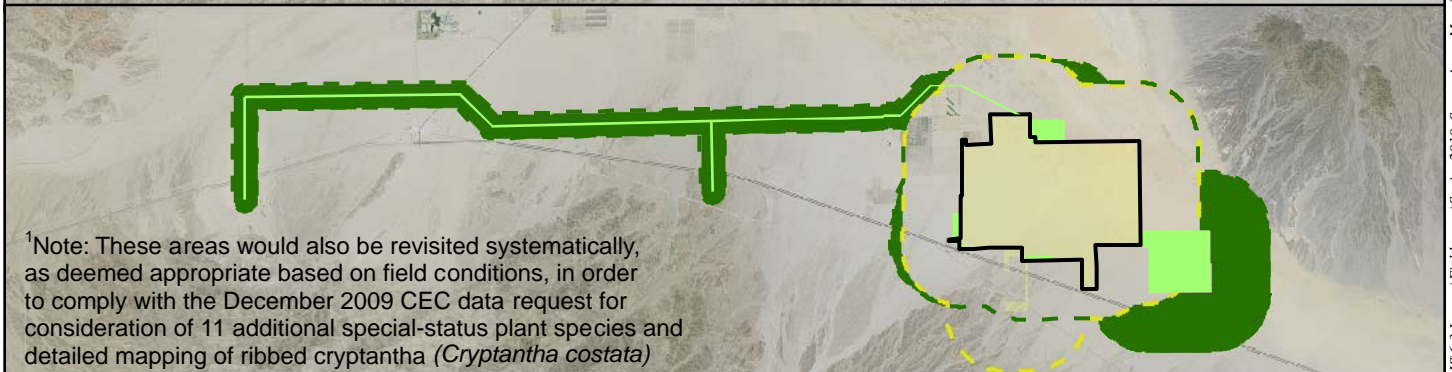 ¹Note: These areas would also be revisited systematically,
as deemed appropriate based on field conditions, in order
to comply with the December 2009 CEC data request for
consideration of 11 additional special-status plant species and
detailed mapping of ribbed cryptantha (Cryptantha costata)